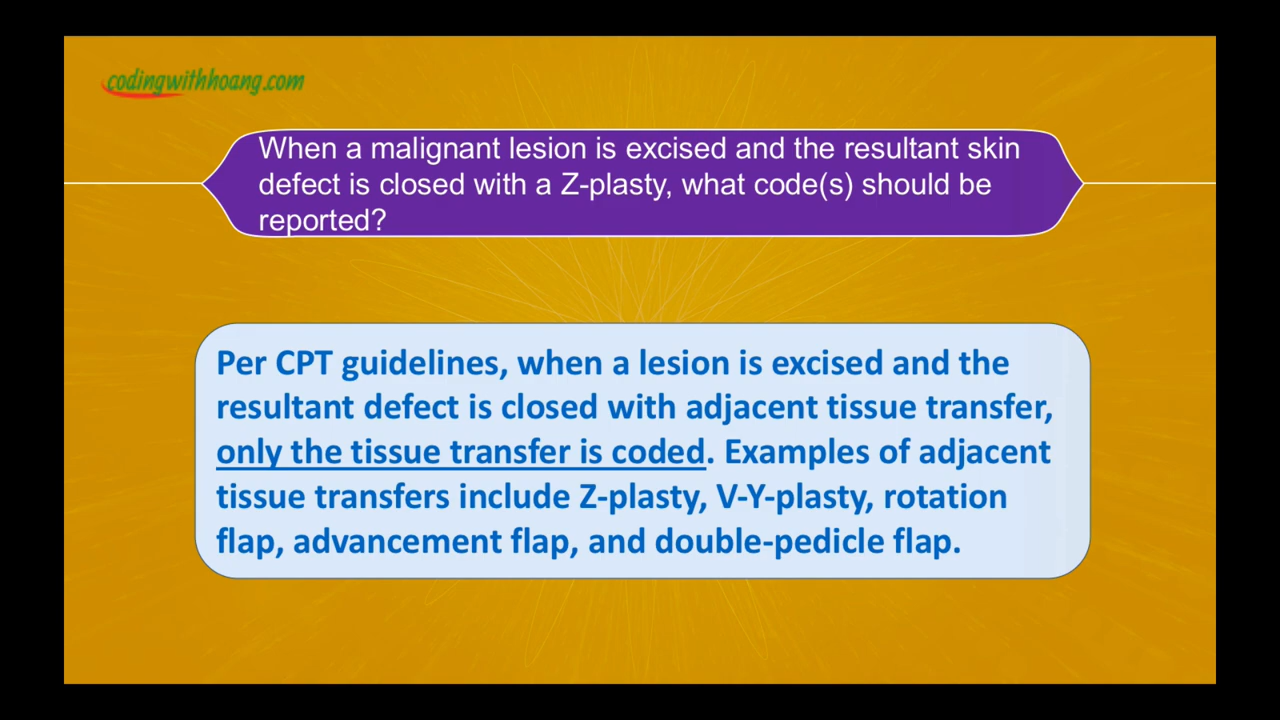 codingwithhoang.com
When a malignant lesion is excised and the resultant skin
defect is closed with a Z-plasty, what code(s) should be
reported?
Per CPT guidelines, when a lesion is excised and the
resultant defect is closed with adjacent tissue transfer,
only the tissue transfer is coded. Examples of adjacent
tissue transfers include Z-plasty, V-Y-plasty, rotation
flap, advancement flap, and double-pedicle flap.